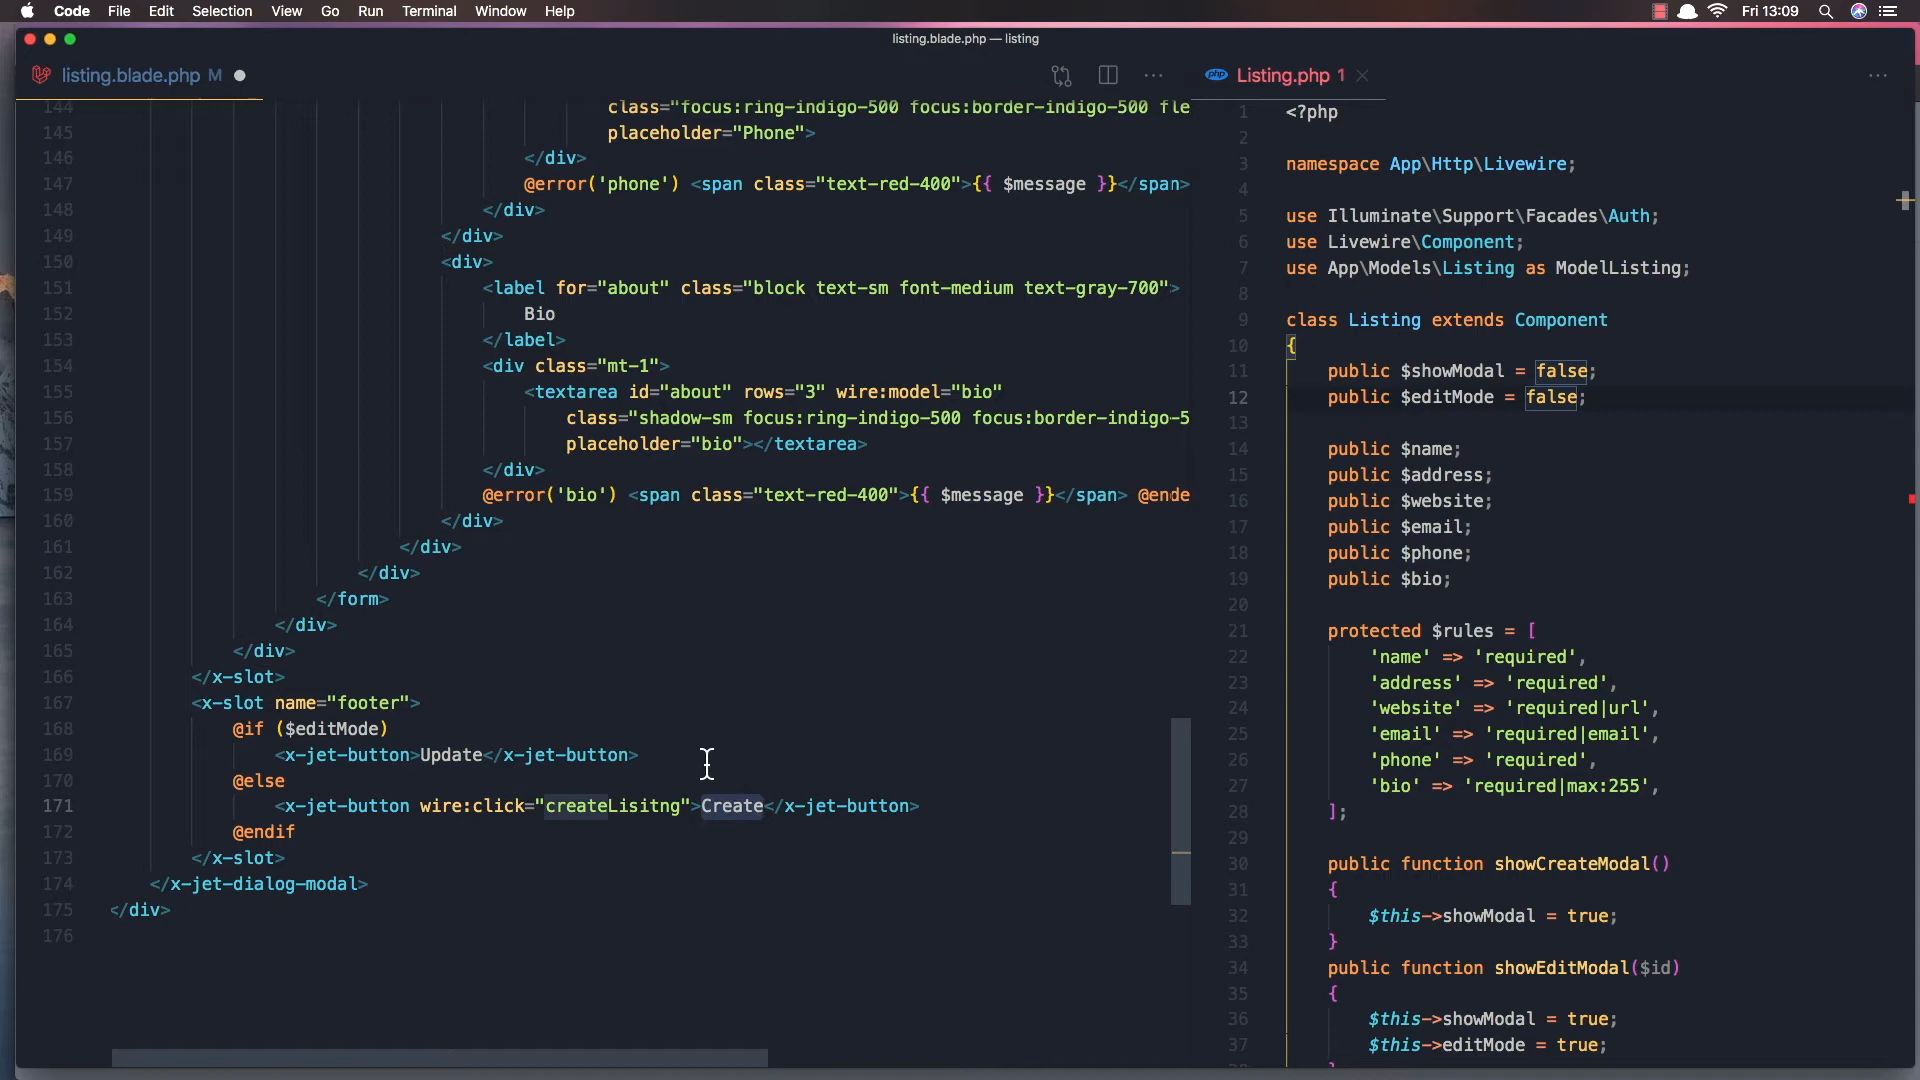 Code File Edit Selection View Go Run Terminal Window Help Fri 13:09
listing.blade.php — listing
listing.blade.php M
144 class="focus:ring-indigo-500 focus:border-indigo-500 fle
145 placeholder="Phone">
146 </div>
147 @error('phone') <span class="text-red-400">{{ $message }}</span>
148 </div>
149 </div>
150 <div>
151 <label for="about" class="block text-sm font-medium text-gray-700">
152 Bio
153 </label>
154 <div class="mt-1">
155 <textarea id="about" rows="3" wire:model="bio"
156 class="shadow-sm focus:ring-indigo-500 focus:border-indigo-5
157 placeholder="bio"></textarea>
158 </div>
159 @error('bio') <span class="text-red-400">{{ $message }}</span> @ende
160 </div>
161 </div>
162 </div>
163 </form>
164 </div>
165 </div>
166 </x-slot>
167 <x-slot name="footer">
168 @if ($editMode)
169 <x-jet-button>Update</x-jet-button>
170 @else
171 <x-jet-button wire:click="createLisitng">Create</x-jet-button>
172 @endif
173 </x-slot>
174 </x-jet-dialog-modal>
175 </div>
176
php Listing.php 1
1 <?php
2
3 namespace App\Http\Livewire;
4
5 use Illuminate\Support\Facades\Auth;
6 use Livewire\Component;
7 use App\Models\Listing as ModelListing;
8
9 class Listing extends Component
10 {
11 public $showModal = false;
12 public $editMode = false;
13
14 public $name;
15 public $address;
16 public $website;
17 public $email;
18 public $phone;
19 public $bio;
20
21 protected $rules = [
22 'name' => 'required',
23 'address' => 'required',
24 'website' => 'required|url',
25 'email' => 'required|email',
26 'phone' => 'required',
27 'bio' => 'required|max:255',
28 ];
29
30 public function showCreateModal()
31 {
32 $this->showModal = true;
33 }
34 public function showEditModal($id)
35 {
36 $this->showModal = true;
37 $this->editMode = true;